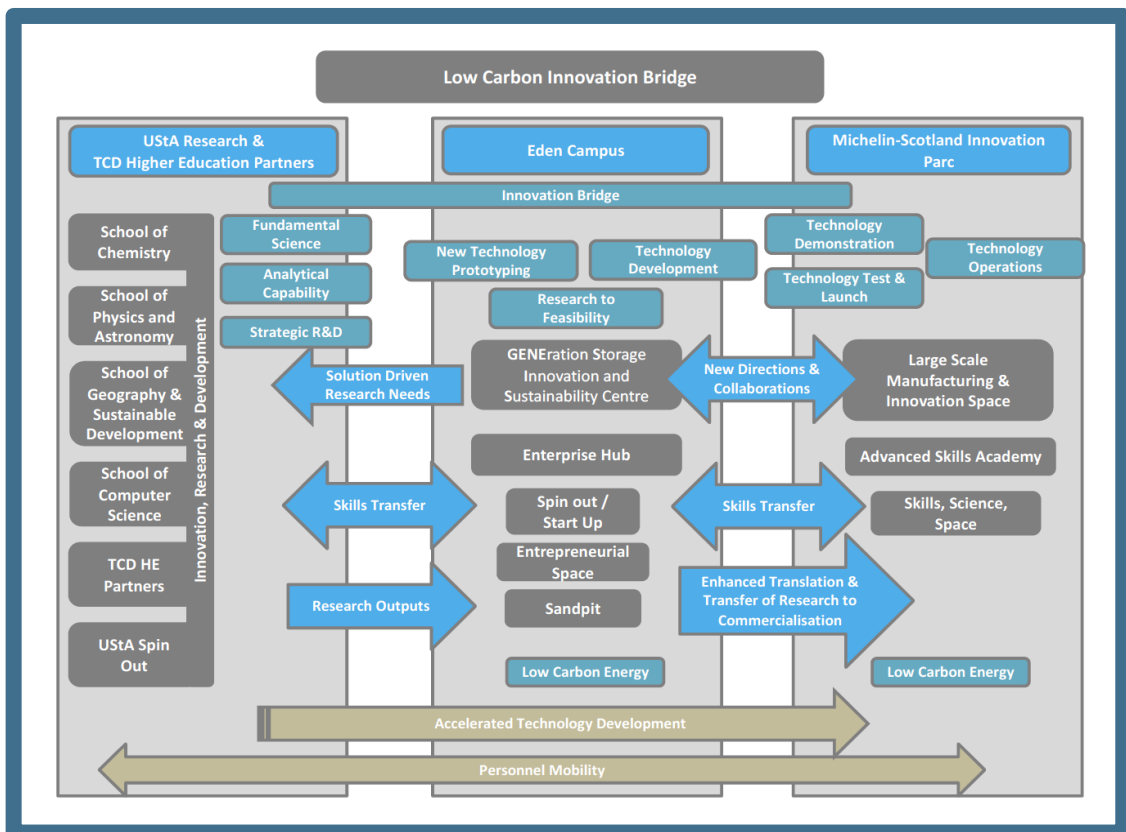 Low Carbon Innovation Bridge
UStA Research &
TCD Higher Education Partners
Eden Campus
Michelin-Scotland Innovation
Parc
Innovation Bridge
School of
Chemistry
School of
Physics and
Astronomy
School of
Geography &
Sustainable
Development
School of
Computer
Science
TCD HE
Partners
UStA Spin
Out
Innovation, Research & Development
Fundamental
Science
Analytical
Capability
Strategic R&D
New Technology
Prototyping
Technology
Development
Research to
Feasibility
Technology
Demonstration
Technology
Operations
Technology Test &
Launch
Solution Driven
Research Needs
GENEration Storage
Innovation and
Sustainability Centre
New Directions &
Collaborations
Large Scale
Manufacturing &
Innovation Space
Enterprise Hub
Advanced Skills Academy
Skills Transfer
Spin out /
Start Up
Skills Transfer
Skills, Science,
Space
Entrepreneurial
Space
Research Outputs
Sandpit
Enhanced Translation &
Transfer of Research to
Commercialisation
Low Carbon Energy
Low Carbon Energy
Accelerated Technology Development
Personnel Mobility